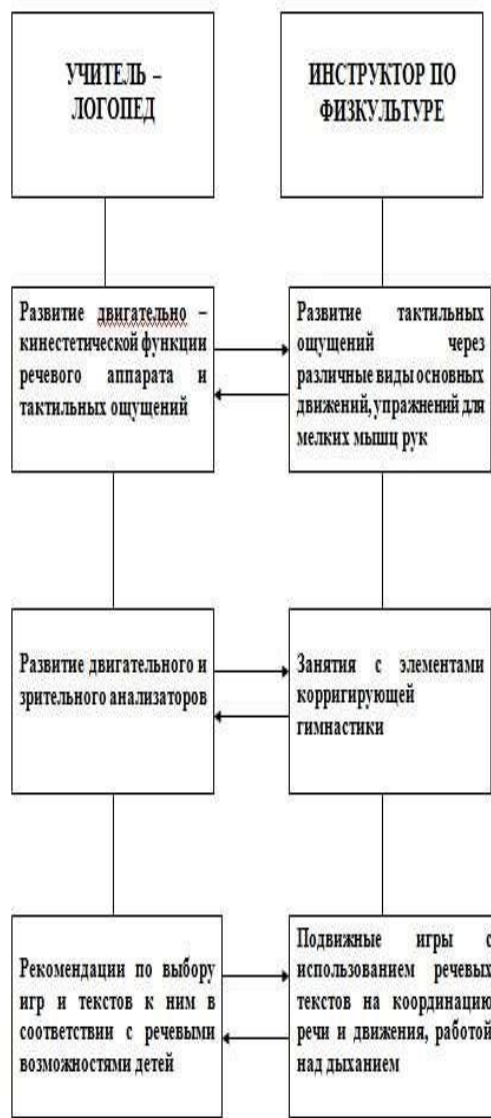 УЧИТЕЛЬ –
ЛОГОПЕД
ИНСТРУКТОР ПО
ФИЗКУЛЬТУРЕ
Развитие двигательно –
кинестетической функции
речевого аппарата и
тактильных ощущений
Развитие тактильных
ощущений через
различные виды основных
движений, упражнений для
мелких мышц рук
Развитие двигательного и
зрительного анализаторов
Занятия с элементами
корригирующей
гимнастики
Рекомендации по выбору
игр и текстов к ним в
соответствии с речевыми
возможностями детей
Подвижные игры с
использованием речевых
текстов на координацию
речи и движения, работой
над дыханием